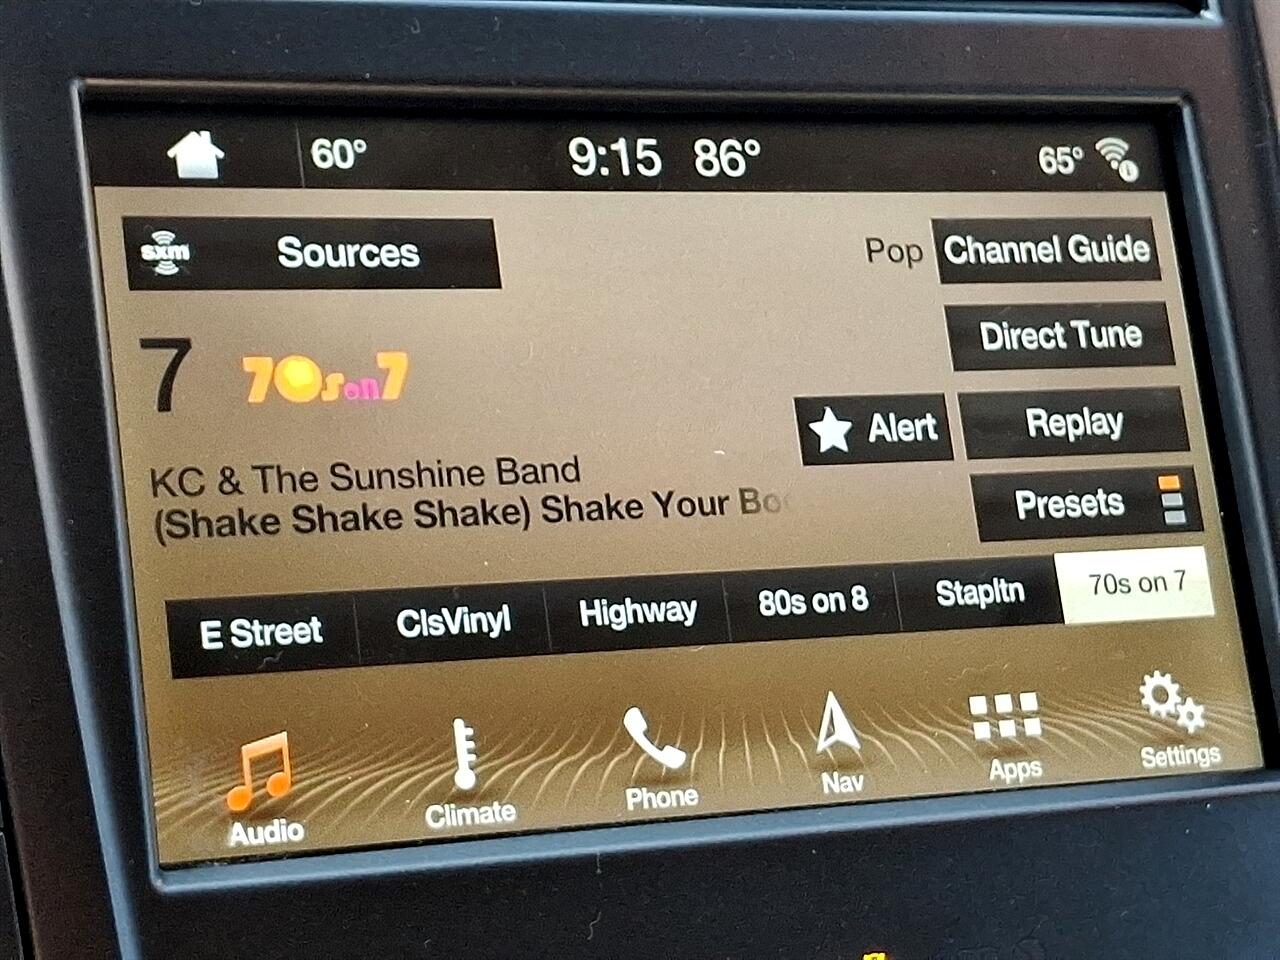 60° 9:15 86° 65°
sxm Sources
Pop Channel Guide
Direct Tune
7 70s on 7
Alert Replay
KC & The Sunshine Band
(Shake Shake Shake) Shake Your Bo
Presets
E Street ClsVinyl Highway 80s on 8 Stapltn 70s on 7
Audio Climate Phone Nav Apps Settings